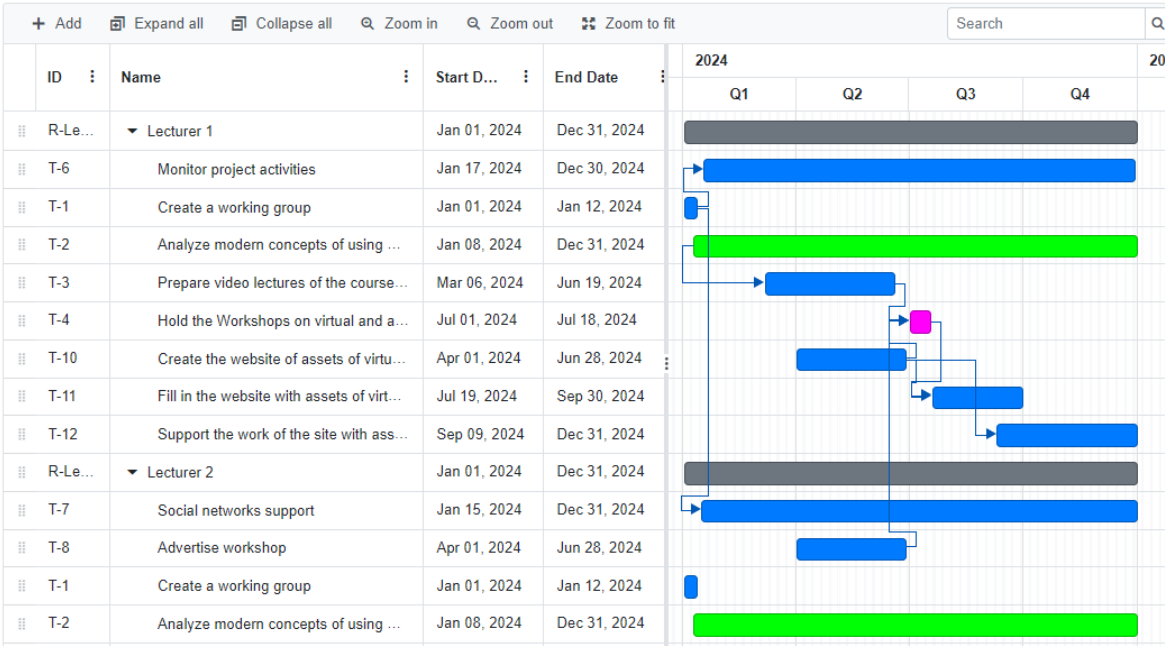 Add Expand all Collapse all Zoom in Zoom out Zoom to fit Search
ID Name Start D... End Date 2024 20
Q1 Q2 Q3 Q4
R-Le... Lecturer 1 Jan 01, 2024 Dec 31, 2024
T-6 Monitor project activities Jan 17, 2024 Dec 30, 2024
T-1 Create a working group Jan 01, 2024 Jan 12, 2024
T-2 Analyze modern concepts of using ... Jan 08, 2024 Dec 31, 2024
T-3 Prepare video lectures of the course... Mar 06, 2024 Jun 19, 2024
T-4 Hold the Workshops on virtual and a... Jul 01, 2024 Jul 18, 2024
T-10 Create the website of assets of virtu... Apr 01, 2024 Jun 28, 2024
T-11 Fill in the website with assets of virt... Jul 19, 2024 Sep 30, 2024
T-12 Support the work of the site with ass... Sep 09, 2024 Dec 31, 2024
R-Le... Lecturer 2 Jan 01, 2024 Dec 31, 2024
T-7 Social networks support Jan 15, 2024 Dec 31, 2024
T-8 Advertise workshop Apr 01, 2024 Jun 28, 2024
T-1 Create a working group Jan 01, 2024 Jan 12, 2024
T-2 Analyze modern concepts of using ... Jan 08, 2024 Dec 31, 2024